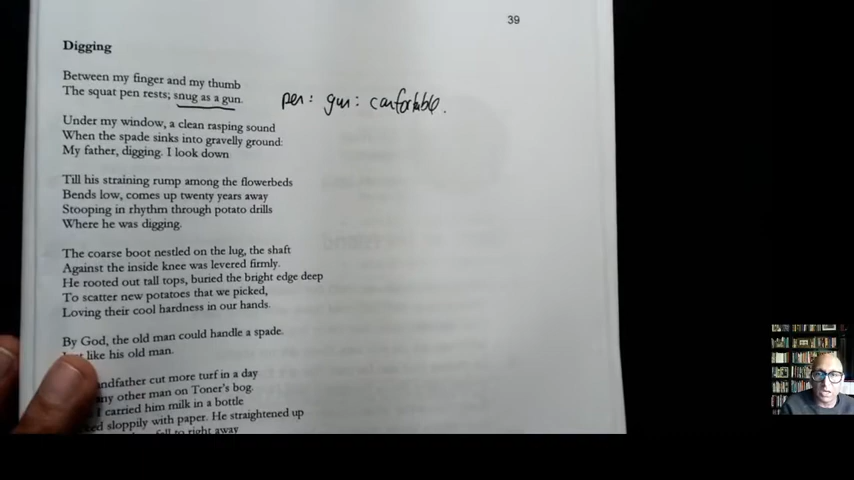 39
Digging
Between my finger and my thumb
The squat pen rests; snug as a gun.
pen: gun: comfortable.
Under my window, a clean rasping sound
When the spade sinks into gravelly ground:
My father, digging. I look down
Till his straining rump among the flowerbeds
Bends low, comes up twenty years away
Stooping in rhythm through potato drills
Where he was digging.
The coarse boot nestled on the lug, the shaft
Against the inside knee was levered firmly.
He rooted out tall tops, buried the bright edge deep
To scatter new potatoes that we picked,
Loving their cool hardness in our hands.
By God, the old man could handle a spade.
like his old man.
andfather cut more turf in a day
any other man on Toner's bog.
I carried him milk in a bottle
ed sloppily with paper. He straightened up
fell to right away